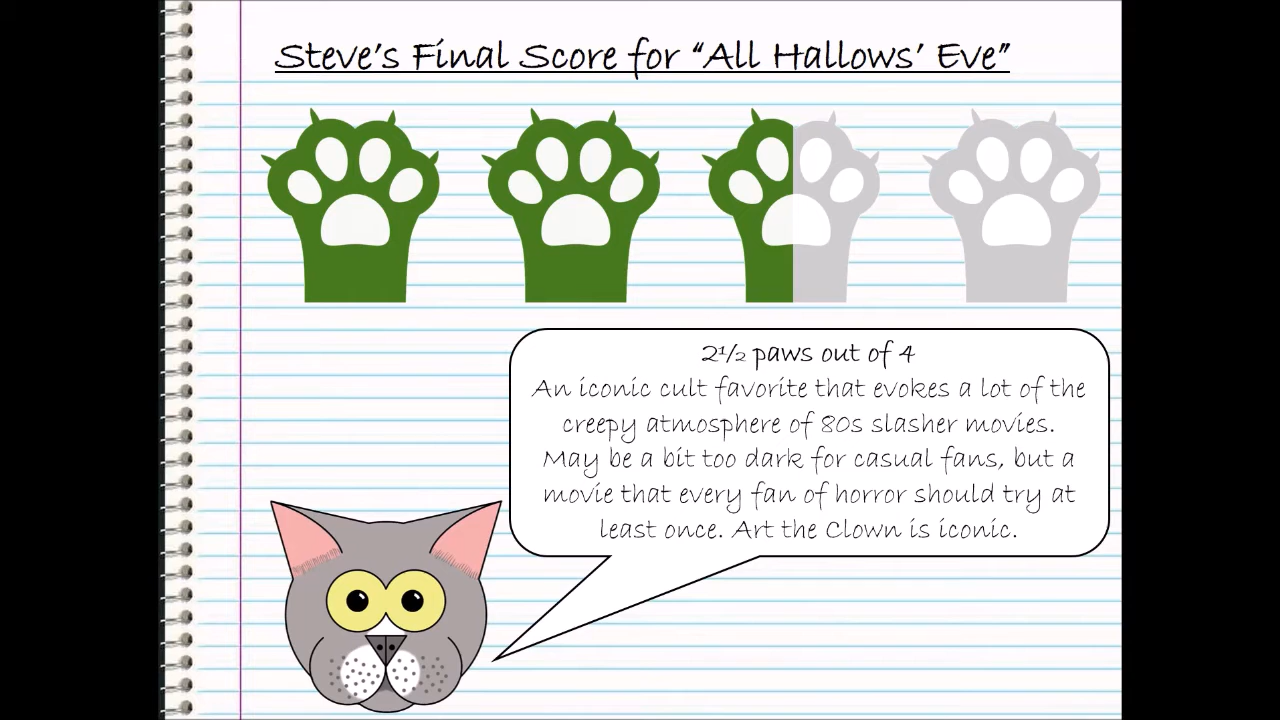 Steve's Final Score for "All Hallows' Eve"
2½ paws out of 4
An iconic cult favorite that evokes a lot of the
creepy atmosphere of 80s slasher movies.
May be a bit too dark for casual fans, but a
movie that every fan of horror should try at
least once. Art the Clown is iconic.